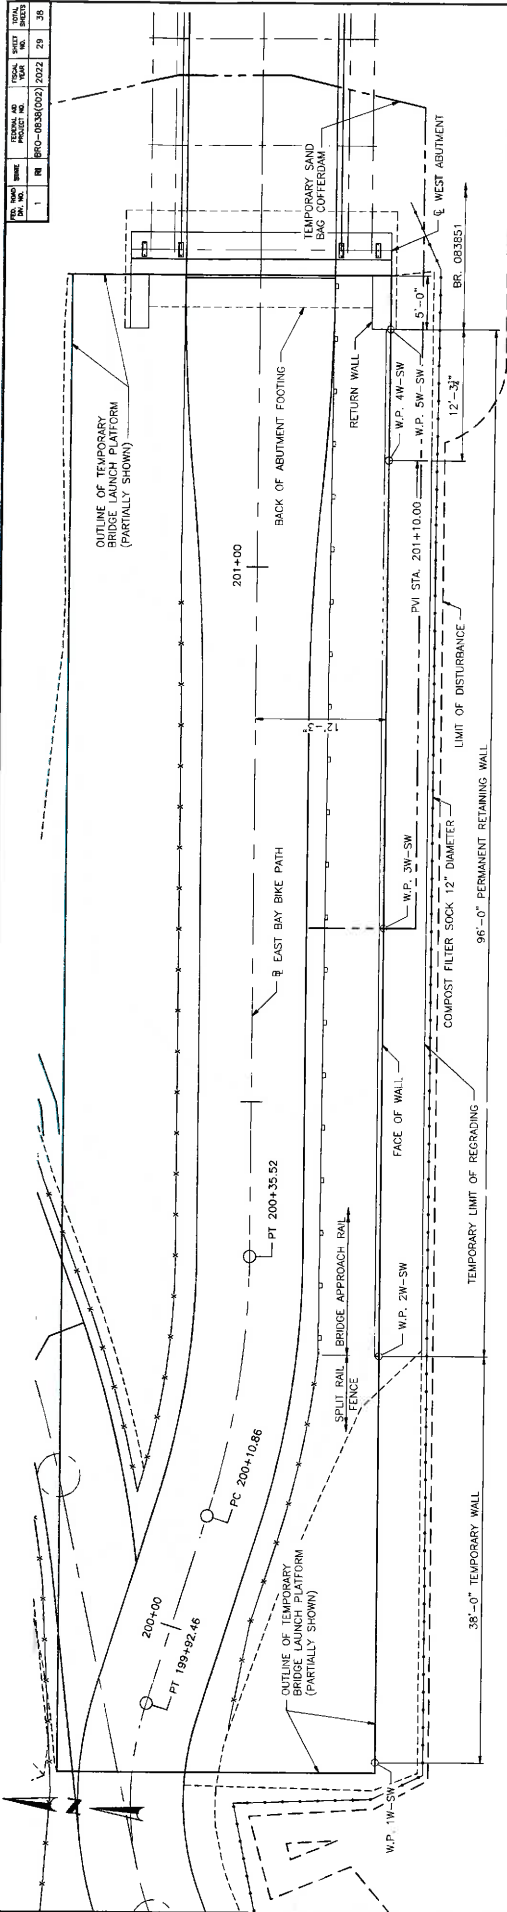 FED. ROAD DIV. NO.
STATE
FEDERAL AID PROJECT NO.
FISCAL YEAR
SHEET NO.
TOTAL SHEETS
1
RI
BRO-0838(002)
2022
29
38
N
PT 199+92.46
200+00
PC 200+10.86
PT 200+35.52
℄ EAST BAY BIKE PATH
201+00
12'-3"
OUTLINE OF TEMPORARY
BRIDGE LAUNCH PLATFORM
(PARTIALLY SHOWN)
BACK OF ABUTMENT FOOTING
TEMPORARY SAND
BAG COFFERDAM
℄ WEST ABUTMENT
BR. 083851
RETURN WALL
5'-0"
W.P. 4W-SW
W.P. 5W-SW
12'-3¾"
PVI STA. 201+10.00
LIMIT OF DISTURBANCE
W.P. 3W-SW
COMPOST FILTER SOCK 12" DIAMETER
96'-0" PERMANENT RETAINING WALL
FACE OF WALL
TEMPORARY LIMIT OF REGRADING
SPLIT RAIL
FENCE
BRIDGE APPROACH RAIL
W.P. 2W-SW
OUTLINE OF TEMPORARY
BRIDGE LAUNCH PLATFORM
(PARTIALLY SHOWN)
38'-0" TEMPORARY WALL
W.P. 1W-SW